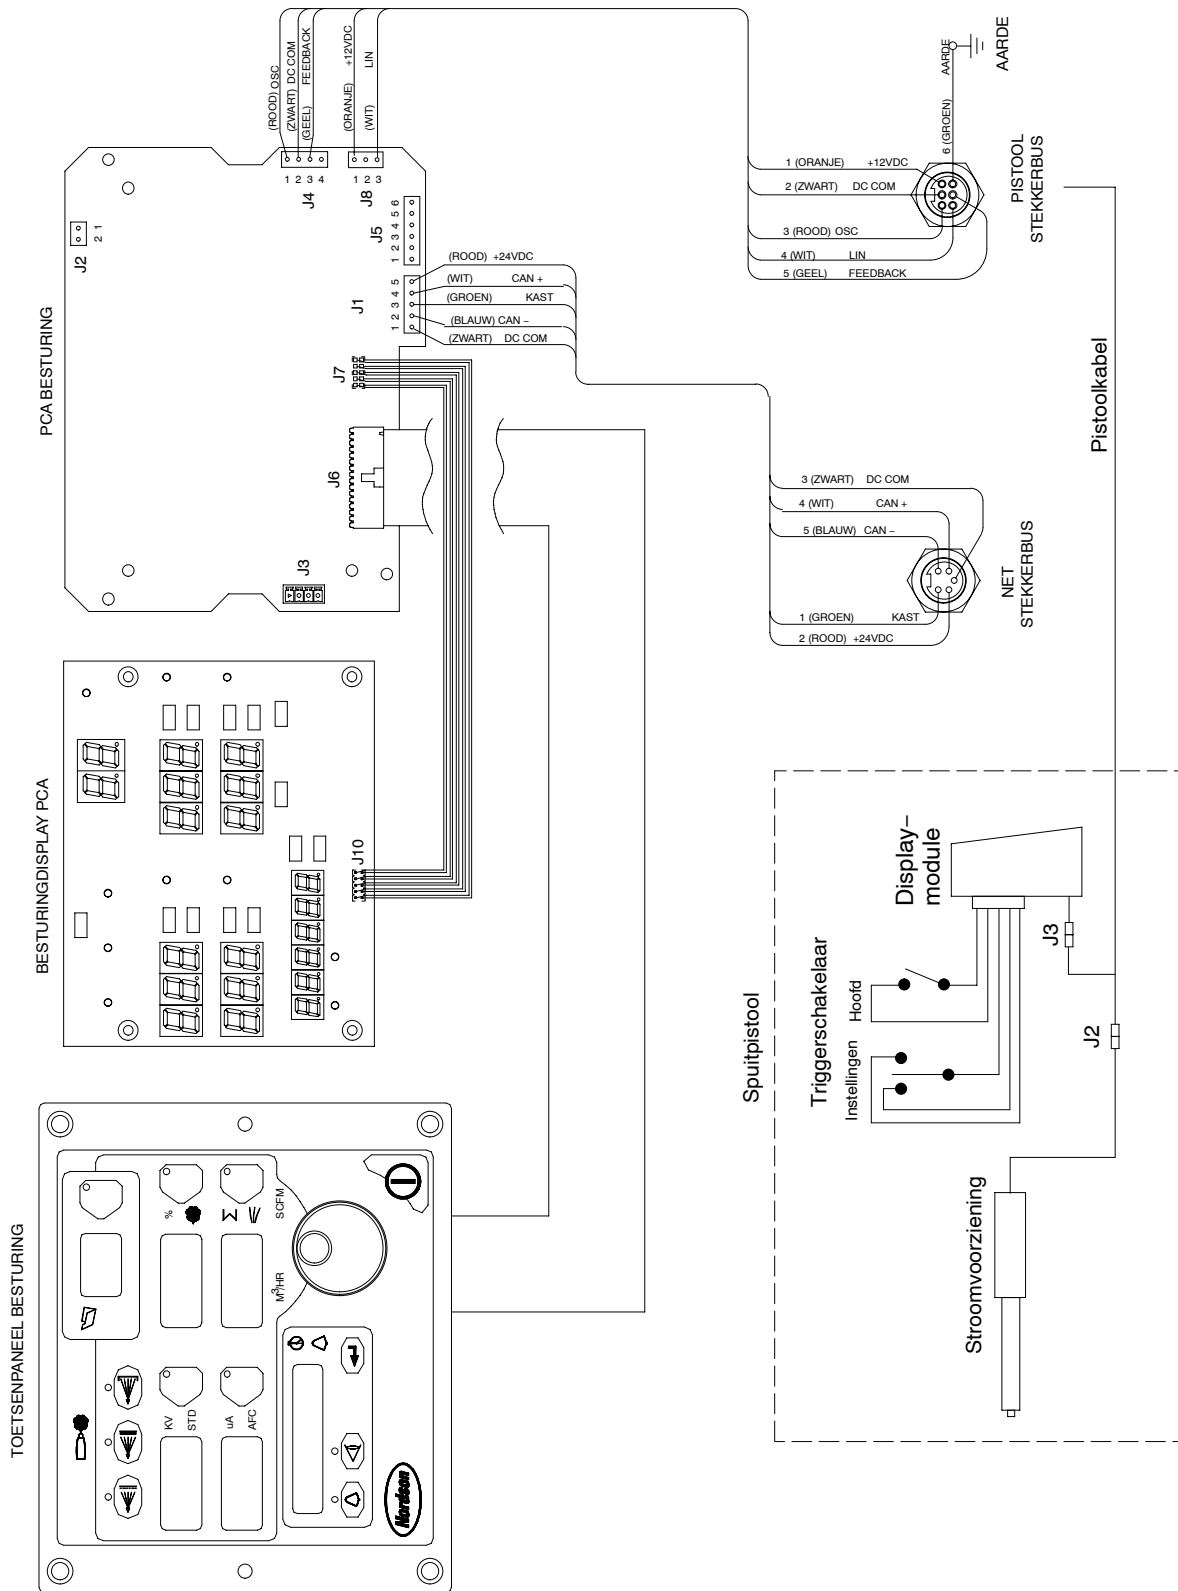 PCA BESTURING
J2
2 1
(ROOD) OSC
(ZWART) DC COM
(GEEL) FEEDBACK
(ORANJE) +12VDC
(WIT) LIN
1 2 3 4
J4
1 2 3
J8
J5
1 2 3 4 5 6
J1
1 2 3 4 5
(ROOD) +24VDC
(WIT) CAN +
(GROEN) KAST
(BLAUW) CAN −
(ZWART) DC COM
J7
J6
J3
AARDE
AARDE
6 (GROEN)
1 (ORANJE) +12VDC
2 (ZWART) DC COM
3 (ROOD) OSC
4 (WIT) LIN
5 (GEEL) FEEDBACK
PISTOOL
STEKKERBUS
3 (ZWART) DC COM
4 (WIT) CAN +
5 (BLAUW) CAN −
1 (GROEN) KAST
2 (ROOD) +24VDC
NET
STEKKERBUS
Pistoolkabel
BESTURINGDISPLAY PCA
J10
TOETSENPANEEL BESTURING
%
SCFM
M³/HR
KV
STD
uA
AFC
Nordson
Spuitpistool
Triggerschakelaar
Instellingen
Hoofd
Display−
module
J3
J2
Stroomvoorziening